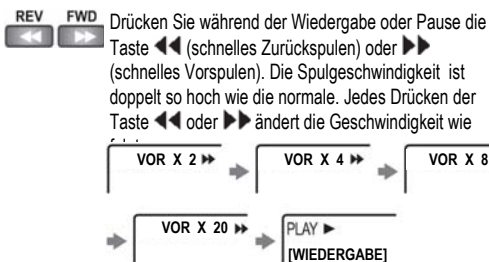 REV FWD
Drücken Sie während der Wiedergabe oder Pause die
Taste ◀◀ (schnelles Zurückspulen) oder ▶▶
(schnelles Vorspulen). Die Spulgeschwindigkeit ist
doppelt so hoch wie die normale. Jedes Drücken der
Taste ◀◀ oder ▶▶ ändert die Geschwindigkeit wie
VOR X 2 ▶▶ VOR X 4 ▶▶ VOR X 8
VOR X 20 ▶▶ PLAY ▶
[WIEDERGABE]